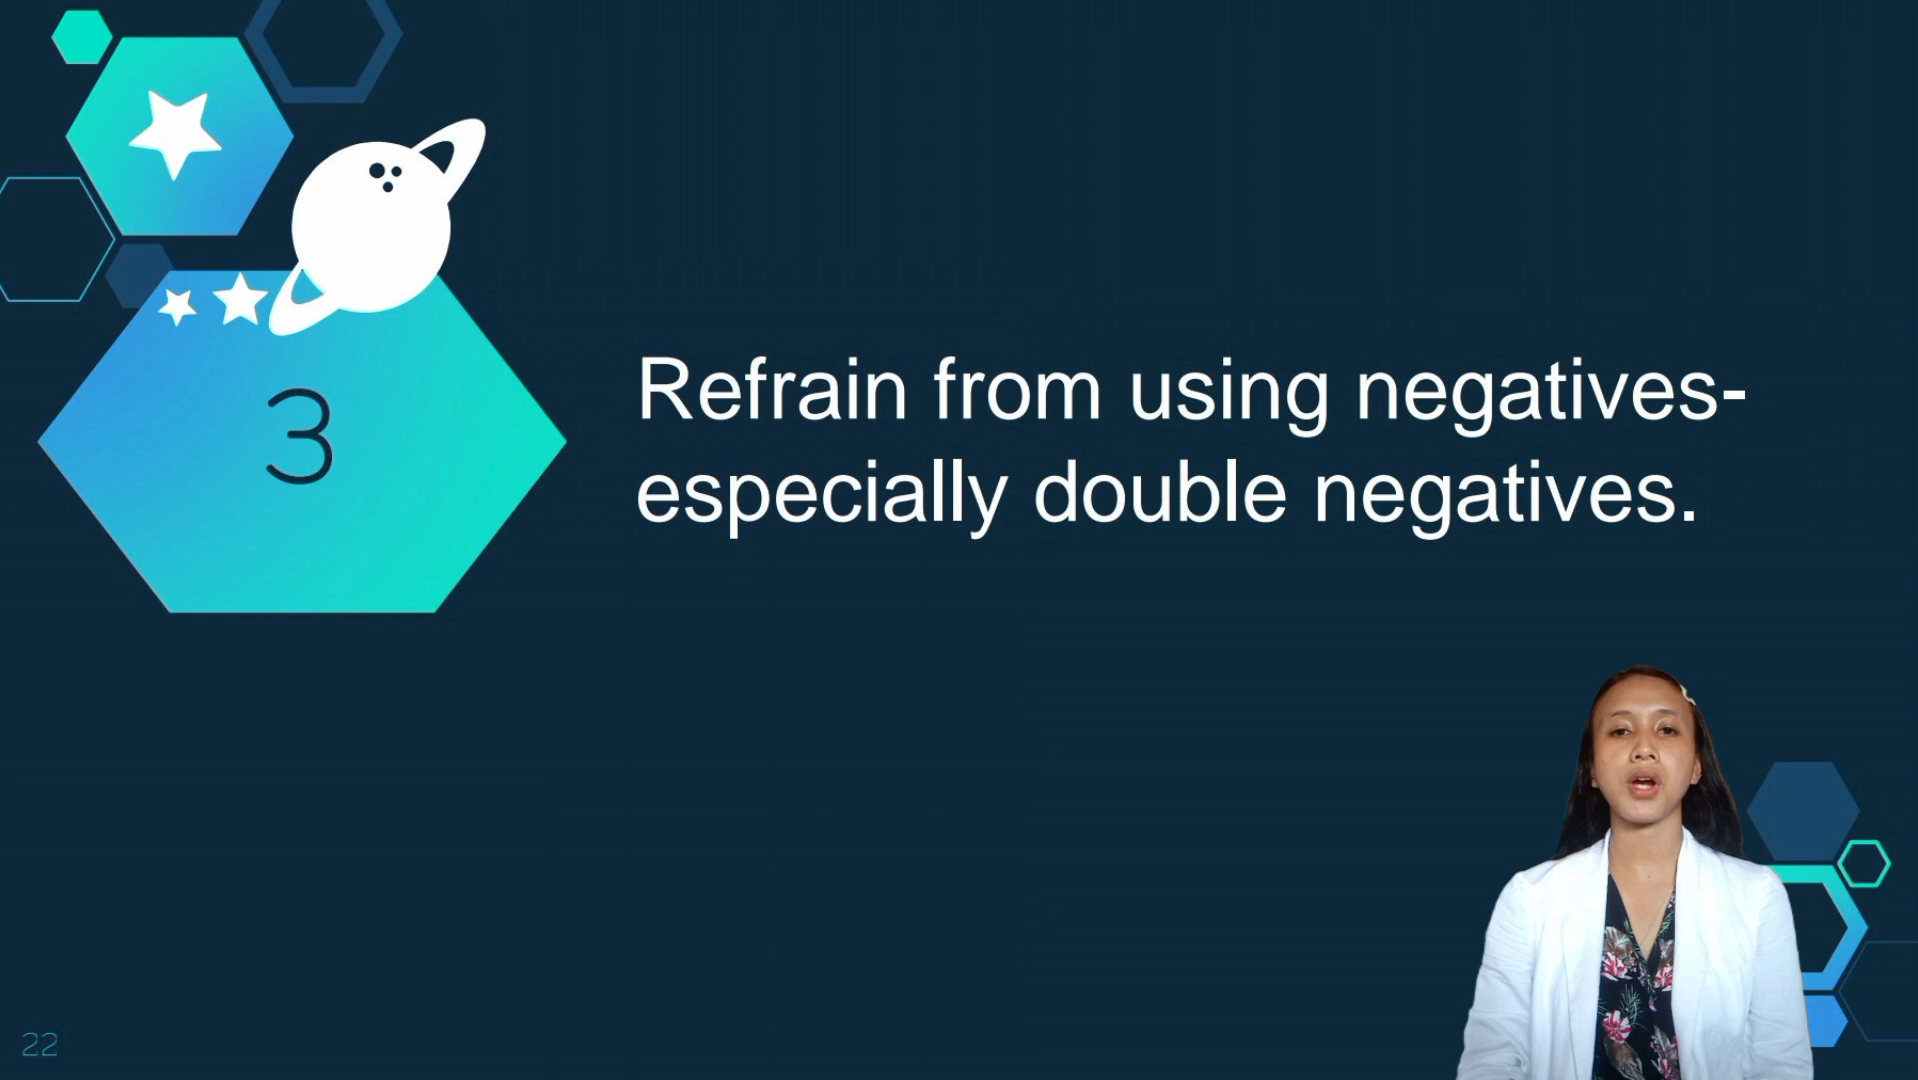 3
Refrain from using negatives-
especially double negatives.
22